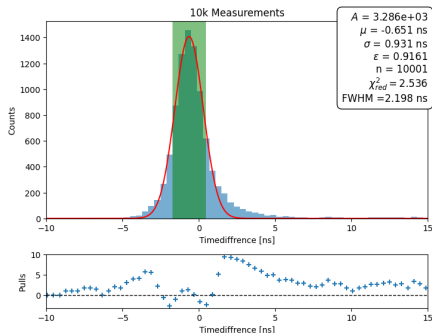 10k Measurements
A = 3.286e+03
μ = -0.651 ns
σ = 0.931 ns
ε = 0.9161
n = 10001
χ²red = 2.536
FWHM =2.198 ns
Counts
1400
1200
1000
800
600
400
200
0
−10
−5
0
5
10
15
Timedifference [ns]
Pulls
10
5
0
−10
−5
0
5
10
15
Timedifference [ns]